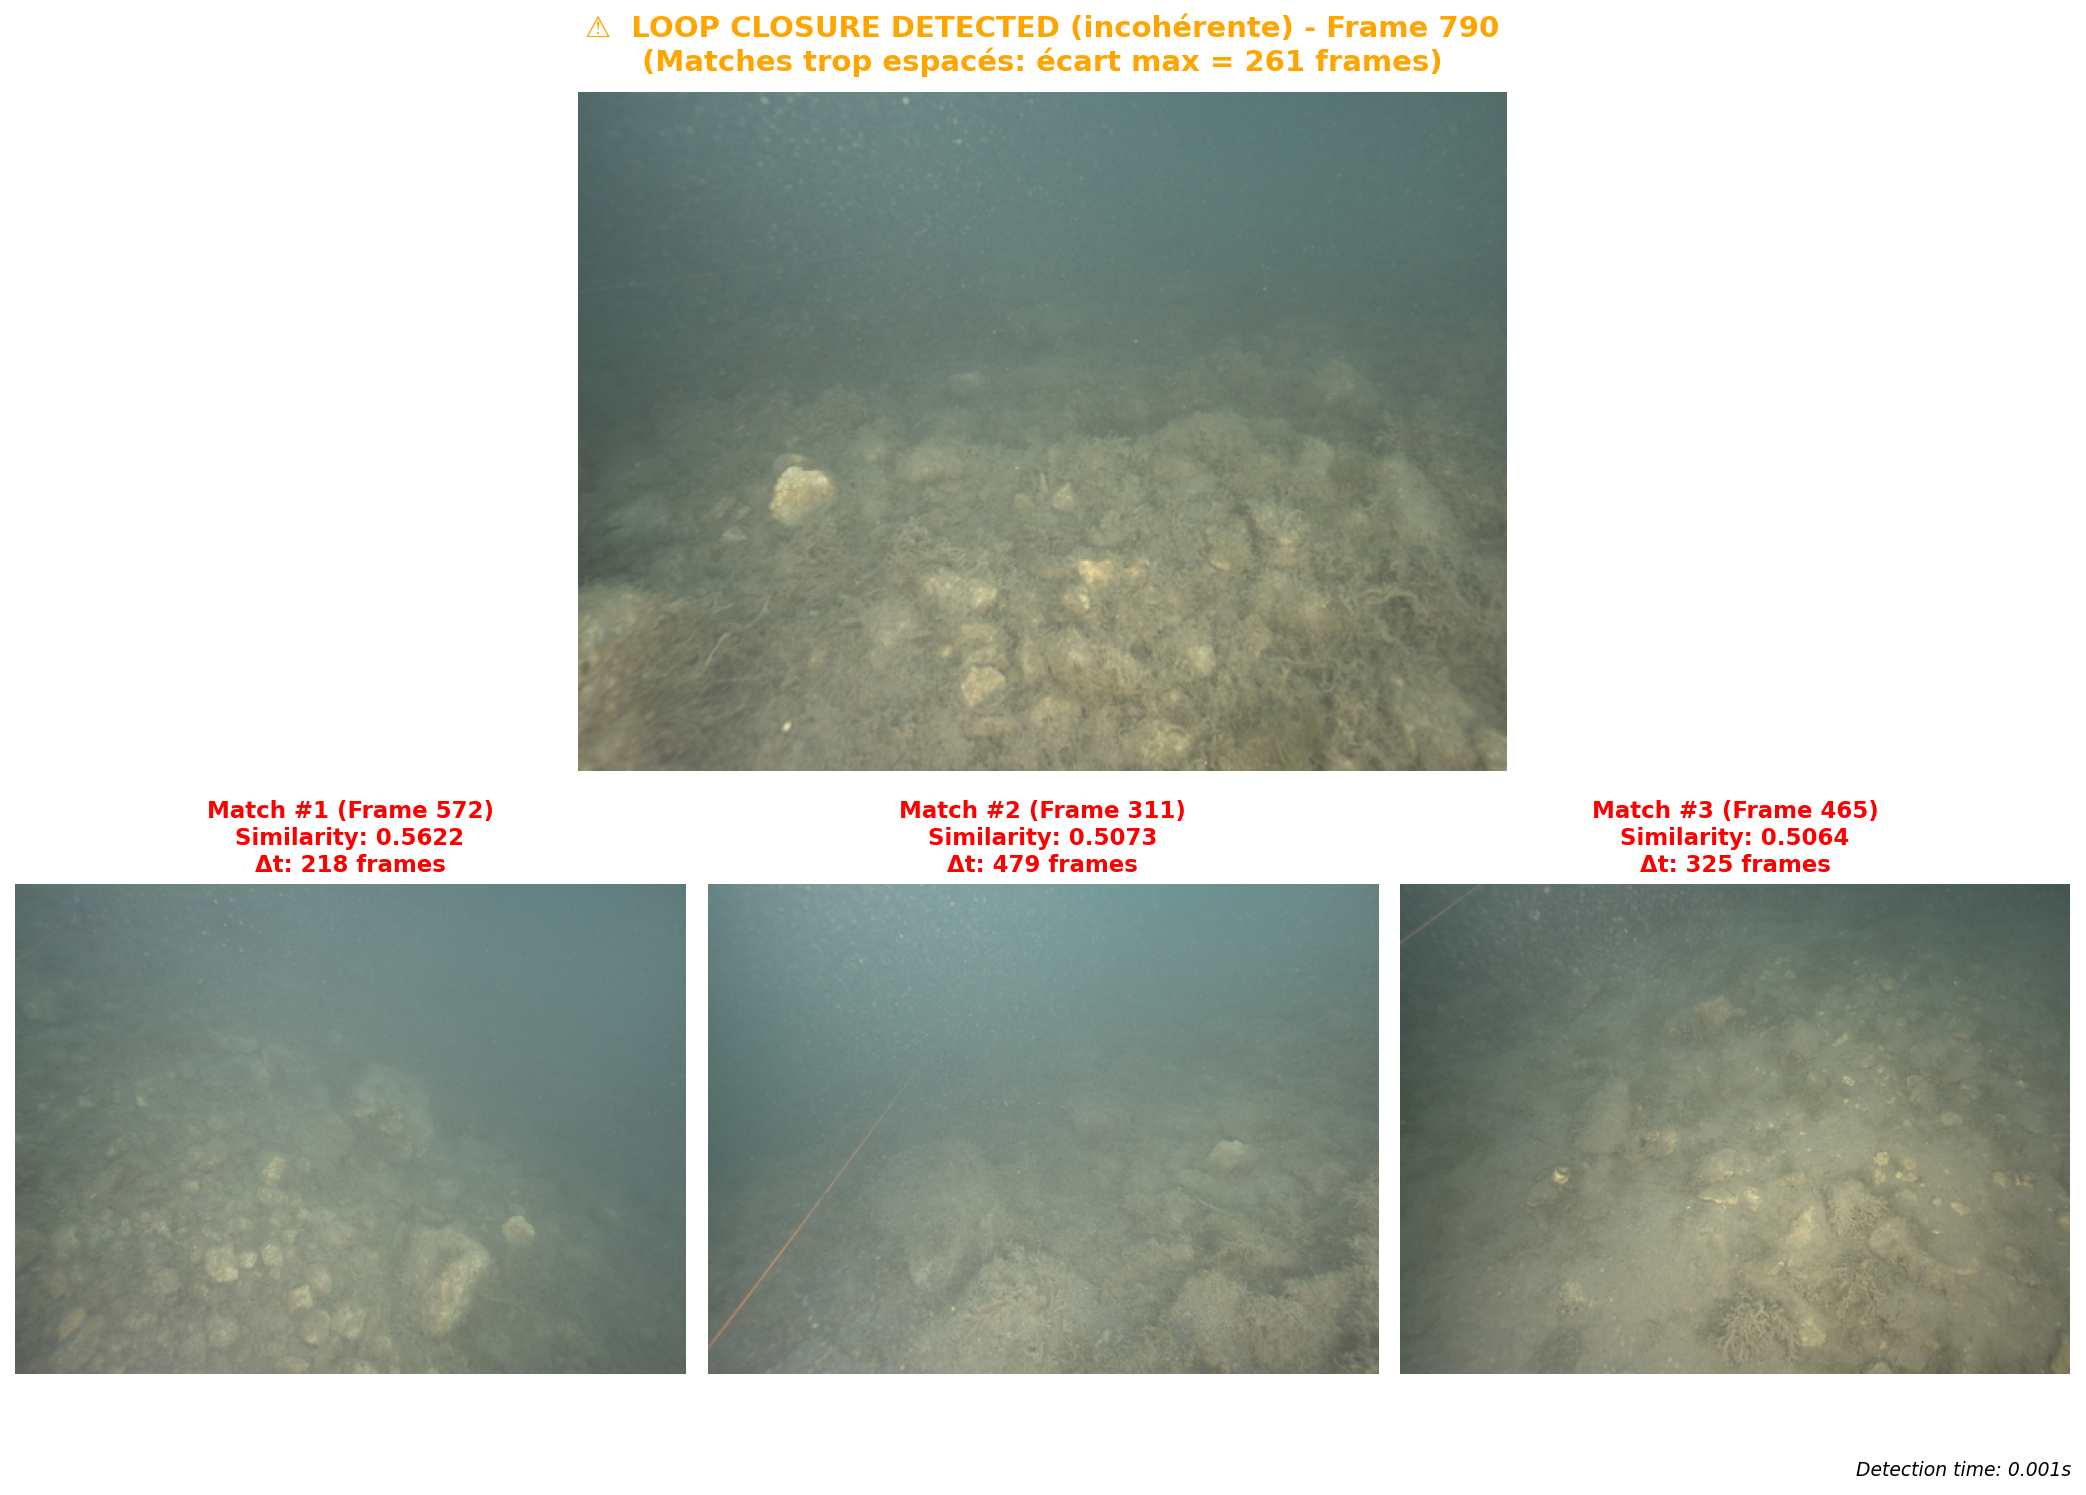 ⚠ LOOP CLOSURE DETECTED (incohérente) - Frame 790
(Matches trop espacés: écart max = 261 frames)
Match #1 (Frame 572)
Similarity: 0.5622
Δt: 218 frames
Match #2 (Frame 311)
Similarity: 0.5073
Δt: 479 frames
Match #3 (Frame 465)
Similarity: 0.5064
Δt: 325 frames
Detection time: 0.001s